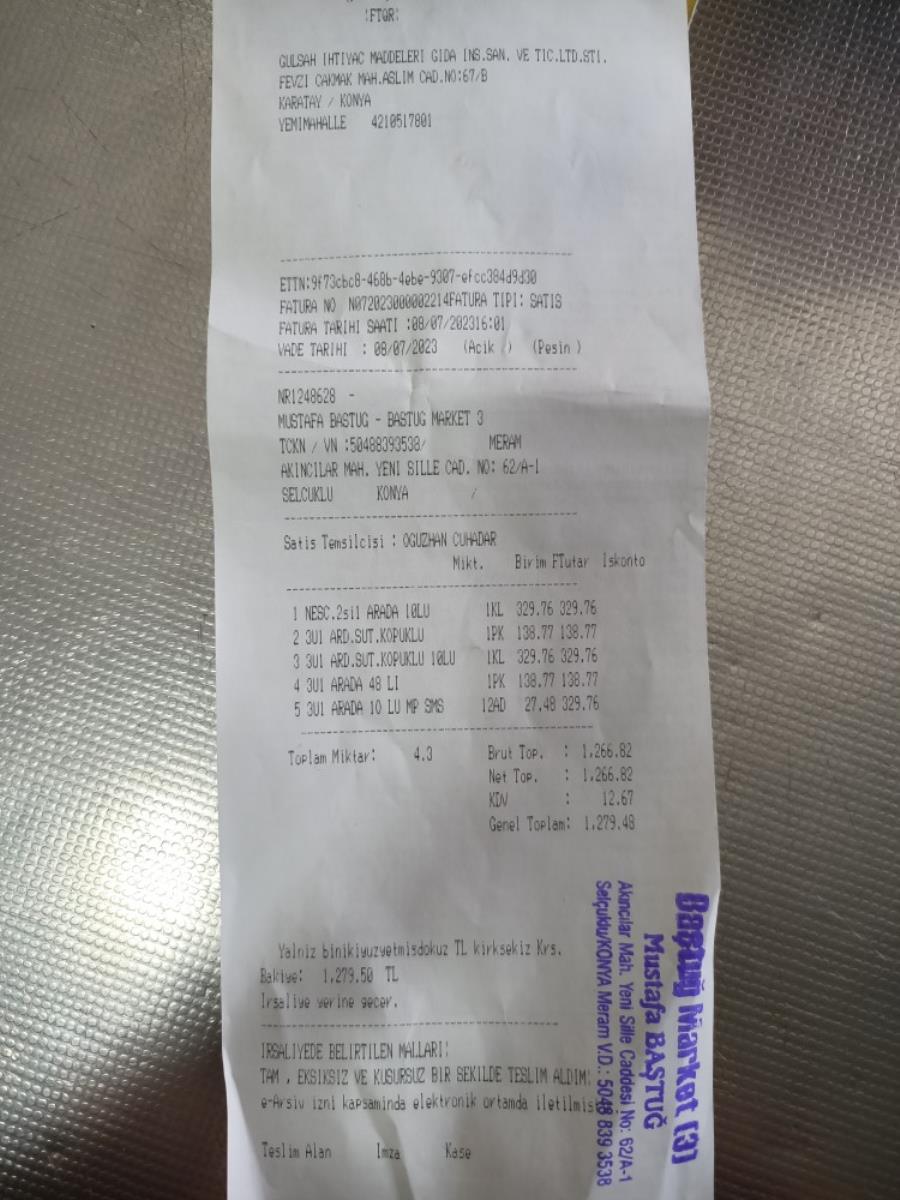 !FTQR!
GULSAH IHTIYAC MADDELERI GIDA INS.SAN. VE TIC.LTD.STI.
FEVZI CAKMAK MAH.ASLIM CAD.NO:67/B
KARATAY / KONYA
YEMIMAHALLE 4210517801
ETTN:9f73cbc8-468b-4ebe-9307-efcc384d9d30
FATURA NO N072023000002214FATURA TIPI: SATIS
FATURA TARIHI SAATI :08/07/202316:01
VADE TARIHI : 08/07/2023 (Acik / ) (Pesin )
NR1248628 -
MUSTAFA BASTUG - BASTUG MARKET 3
TCKN / VN :50488393538/ MERAM
AKINCILAR MAH. YENI SILLE CAD. NO: 62/A-1
SELCUKLU KONYA /
Satis Temsilcisi : OGUZHAN CUHADAR
Mikt. Birim FTutar Iskonto
1 NESC.2si1 ARADA 10LU 1KL 329.76 329.76
2 3U1 ARD.SUT.KOPUKLU 1PK 138.77 138.77
3 3U1 ARD.SUT.KOPUKLU 10LU 1KL 329.76 329.76
4 3U1 ARADA 48 LI 1PK 138.77 138.77
5 3U1 ARADA 10 LU MP SMS 12AD 27.48 329.76
Toplam Miktar: 4.3 Brut Top. : 1,266.82
Net Top. : 1,266.82
KDV : 12.67
Genel Toplam: 1,279.48
Yalniz binikiyuzyetmisdokuz TL kirksekiz Krs.
Bakiye: 1,279.50 TL
Irsaliye yerine gecer.
IRSALIYEDE BELIRTILEN MALLARI!
TAM , EKSIKSIZ VE KUSURSUZ BIR SEKILDE TESLIM ALDIM!
e-Arsiv izni kapsaminda elektronik ortamda iletilmis
Teslim Alan Imza Kase
Baştuğ Market (3)
Mustafa BAŞTUĞ
Akıncılar Mah. Yeni Sille Caddesi No: 62/A-1
Selçuklu/KONYA Meram V.D.: 5048 839 3538